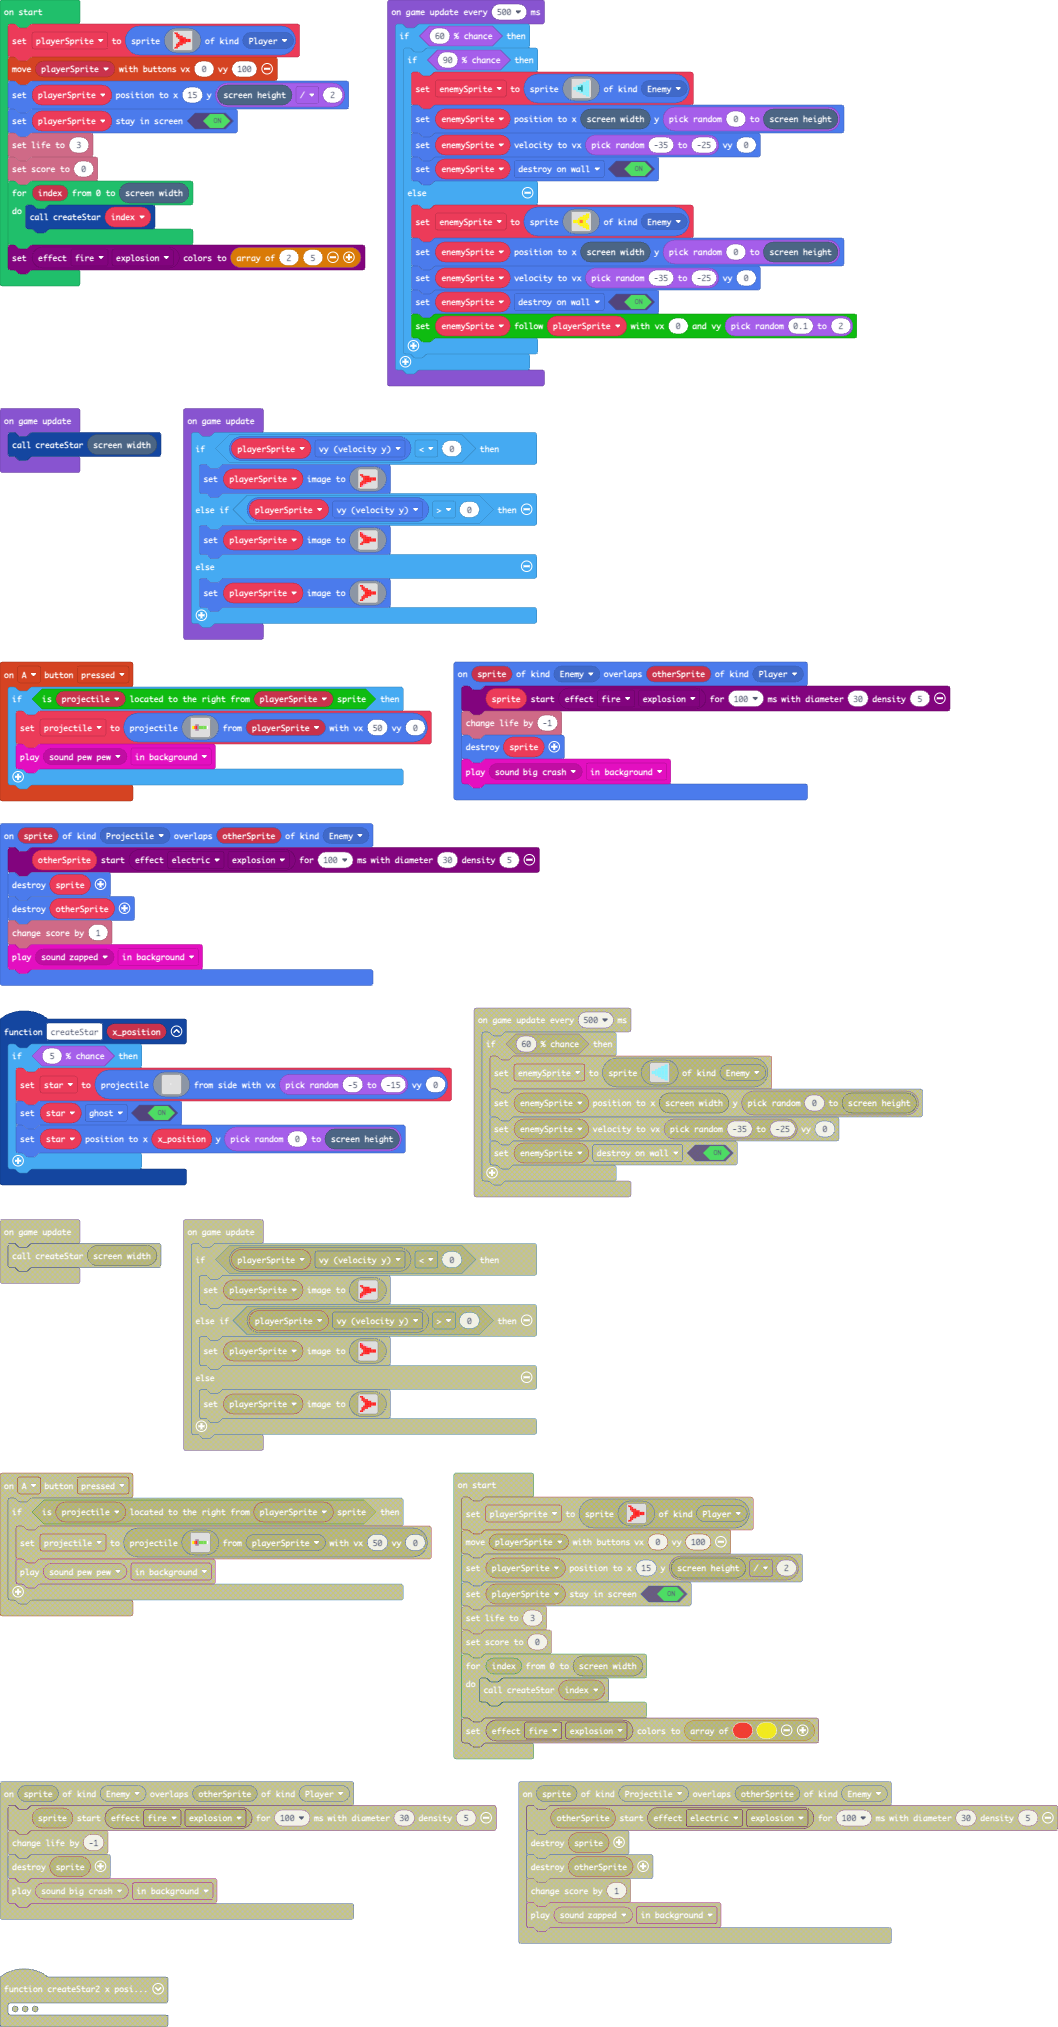 on start
set playerSprite to sprite of kind Player
move playerSprite with buttons vx 0 vy 100
set playerSprite position to x 15 y screen height / 2
set playerSprite stay in screen ON
set life to 3
set score to 0
for index from 0 to screen width
do call createStar index
set effect fire explosion colors to array of 2 5
on game update every 500 ms
if 60 % chance then
if 90 % chance then
set enemySprite to sprite of kind Enemy
set enemySprite position to x screen width y pick random 0 to screen height
set enemySprite velocity to vx pick random -35 to -25 vy 0
set enemySprite destroy on wall ON
else
set enemySprite to sprite of kind Enemy
set enemySprite position to x screen width y pick random 0 to screen height
set enemySprite velocity to vx pick random -35 to -25 vy 0
set enemySprite destroy on wall ON
set enemySprite follow playerSprite with vx 0 and vy pick random 0.1 to 2
on game update
call createStar screen width
on game update
if playerSprite vy (velocity y) < 0 then
set playerSprite image to
else if playerSprite vy (velocity y) > 0 then
set playerSprite image to
else
set playerSprite image to
on A button pressed
if is projectile located to the right from playerSprite sprite then
set projectile to projectile from playerSprite with vx 50 vy 0
play sound pew pew in background
on sprite of kind Enemy overlaps otherSprite of kind Player
sprite start effect fire explosion for 100 ms with diameter 30 density 5
change life by -1
destroy sprite
play sound big crash in background
on sprite of kind Projectile overlaps otherSprite of kind Enemy
otherSprite start effect electric explosion for 100 ms with diameter 30 density 5
destroy sprite
destroy otherSprite
change score by 1
play sound zapped in background
function createStar x_position
if 5 % chance then
set star to projectile from side with vx pick random -5 to -15 vy 0
set star ghost ON
set star position to x x_position y pick random 0 to screen height
on game update every 500 ms
if 60 % chance then
set enemySprite to sprite of kind Enemy
set enemySprite position to x screen width y pick random 0 to screen height
set enemySprite velocity to vx pick random -35 to -25 vy 0
set enemySprite destroy on wall ON
on game update
call createStar screen width
on game update
if playerSprite vy (velocity y) < 0 then
set playerSprite image to
else if playerSprite vy (velocity y) > 0 then
set playerSprite image to
else
set playerSprite image to
on A button pressed
if is projectile located to the right from playerSprite sprite then
set projectile to projectile from playerSprite with vx 50 vy 0
play sound pew pew in background
on start
set playerSprite to sprite of kind Player
move playerSprite with buttons vx 0 vy 100
set playerSprite position to x 15 y screen height / 2
set playerSprite stay in screen ON
set life to 3
set score to 0
for index from 0 to screen width
do call createStar index
set effect fire explosion colors to array of
on sprite of kind Enemy overlaps otherSprite of kind Player
sprite start effect fire explosion for 100 ms with diameter 30 density 5
change life by -1
destroy sprite
play sound big crash in background
on sprite of kind Projectile overlaps otherSprite of kind Enemy
otherSprite start effect electric explosion for 100 ms with diameter 30 density 5
destroy sprite
destroy otherSprite
change score by 1
play sound zapped in background
function createStar2 x posi...